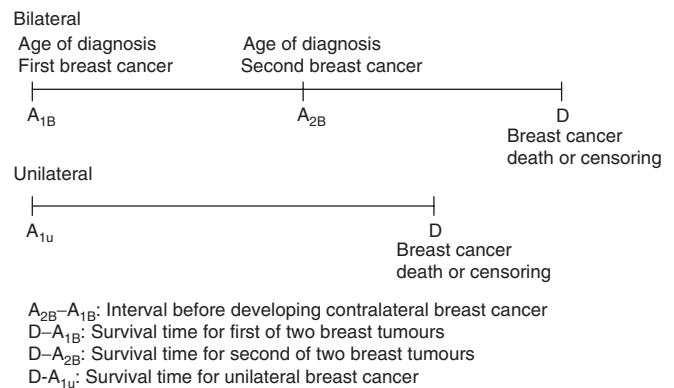 Bilateral
Age of diagnosis Age of diagnosis
First breast cancer Second breast cancer
A1B A2B D
Breast cancer
death or censoring
Unilateral
A1u D
Breast cancer
death or censoring
A2B–A1B: Interval before developing contralateral breast cancer
D–A1B: Survival time for first of two breast tumours
D–A2B: Survival time for second of two breast tumours
D-A1u: Survival time for unilateral breast cancer